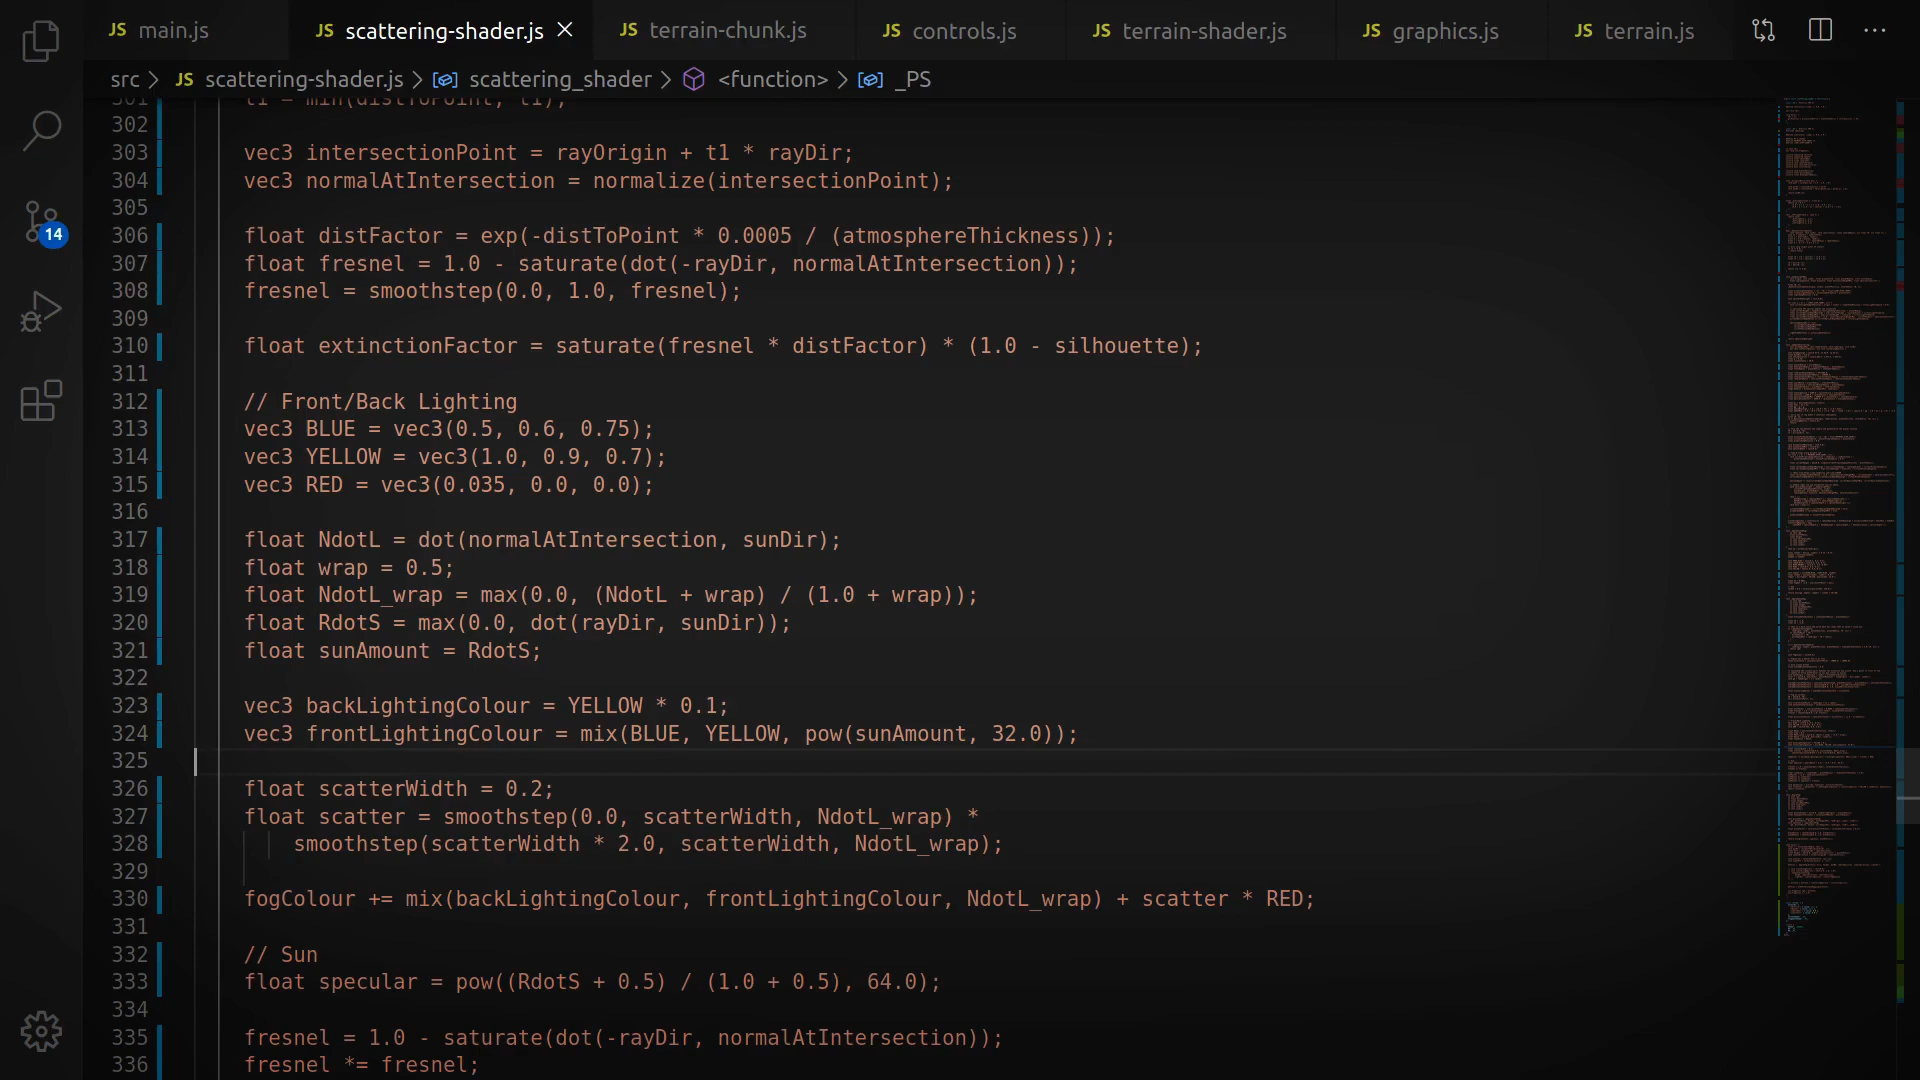 JS main.js
JS scattering-shader.js
JS terrain-chunk.js
JS controls.js
JS terrain-shader.js
JS graphics.js
JS terrain.js
src > JS scattering-shader.js > scattering_shader > <function> > _PS
14
301 t1 = min(distToPoint, t1);
302
303 vec3 intersectionPoint = rayOrigin + t1 * rayDir;
304 vec3 normalAtIntersection = normalize(intersectionPoint);
305
306 float distFactor = exp(-distToPoint * 0.0005 / (atmosphereThickness));
307 float fresnel = 1.0 - saturate(dot(-rayDir, normalAtIntersection));
308 fresnel = smoothstep(0.0, 1.0, fresnel);
309
310 float extinctionFactor = saturate(fresnel * distFactor) * (1.0 - silhouette);
311
312 // Front/Back Lighting
313 vec3 BLUE = vec3(0.5, 0.6, 0.75);
314 vec3 YELLOW = vec3(1.0, 0.9, 0.7);
315 vec3 RED = vec3(0.035, 0.0, 0.0);
316
317 float NdotL = dot(normalAtIntersection, sunDir);
318 float wrap = 0.5;
319 float NdotL_wrap = max(0.0, (NdotL + wrap) / (1.0 + wrap));
320 float RdotS = max(0.0, dot(rayDir, sunDir));
321 float sunAmount = RdotS;
322
323 vec3 backLightingColour = YELLOW * 0.1;
324 vec3 frontLightingColour = mix(BLUE, YELLOW, pow(sunAmount, 32.0));
325
326 float scatterWidth = 0.2;
327 float scatter = smoothstep(0.0, scatterWidth, NdotL_wrap) *
328 smoothstep(scatterWidth * 2.0, scatterWidth, NdotL_wrap);
329
330 fogColour += mix(backLightingColour, frontLightingColour, NdotL_wrap) + scatter * RED;
331
332 // Sun
333 float specular = pow((RdotS + 0.5) / (1.0 + 0.5), 64.0);
334
335 fresnel = 1.0 - saturate(dot(-rayDir, normalAtIntersection));
336 fresnel *= fresnel;